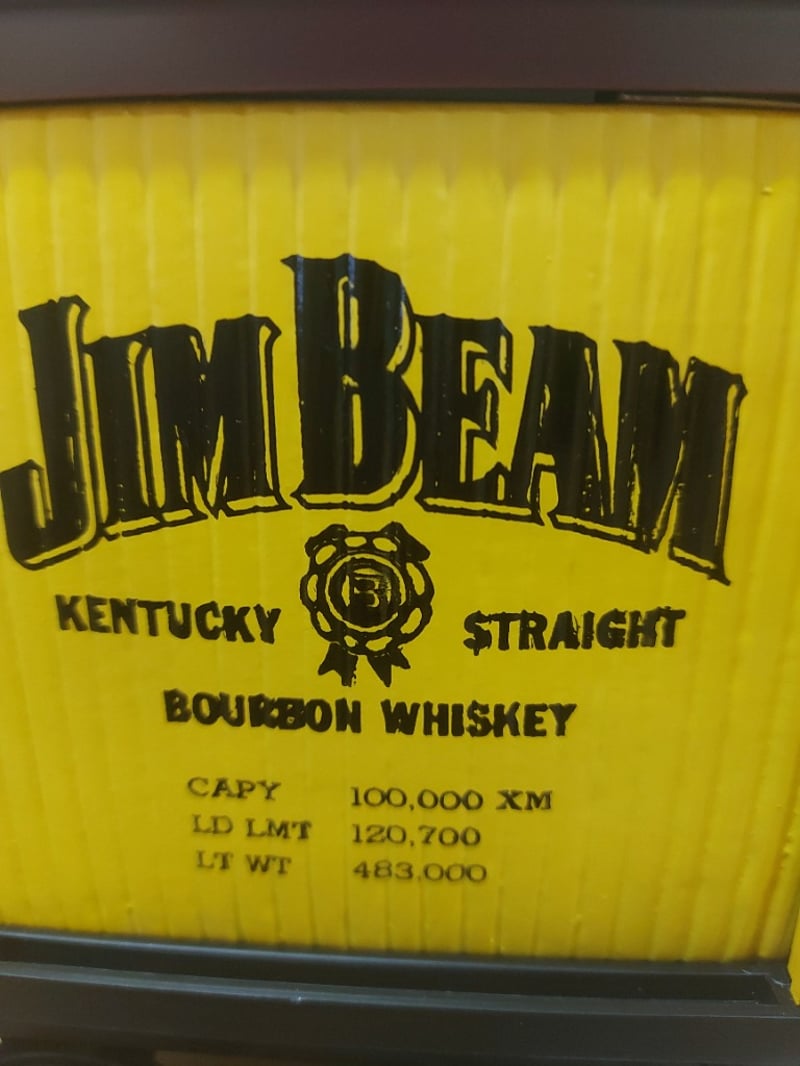 JIM BEAM
B
KENTUCKY STRAIGHT
BOURBON WHISKEY
CAPY 100,000 XM
LD LMT 120,700
LT WT 483,000